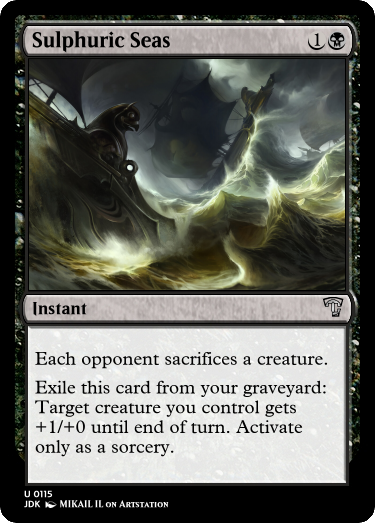 Sulphuric Seas 1
Instant
Each opponent sacrifices a creature.
Exile this card from your graveyard:
Target creature you control gets
+1/+0 until end of turn. Activate
only as a sorcery.
U 0115
JDK MIKAIL IL ON ARTSTATION